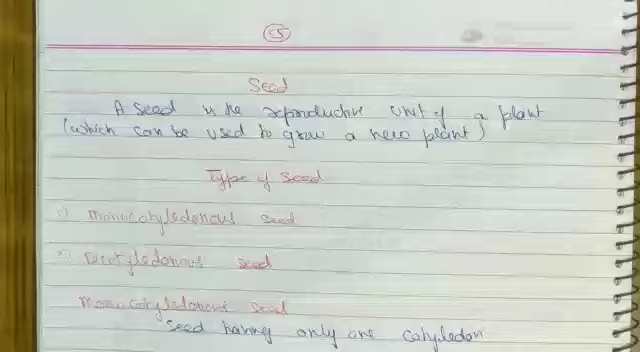 5
Seed
A seed is the reproductive unit of a plant
(which can be used to grow a new plant)
Type of Seed
1) Monocotyledonous seed
2) Dicotyledonous seed
Monocotyledonous seed
Seed having only one cotyledon